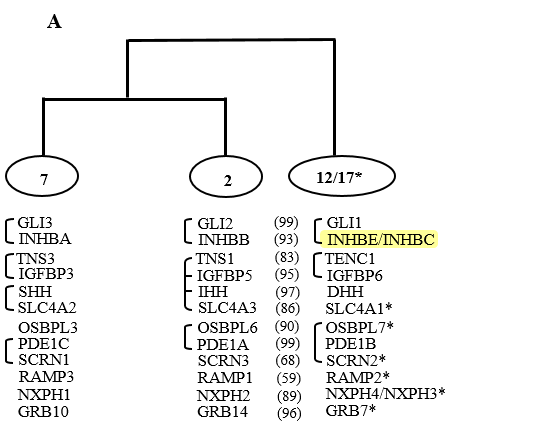 A
7 2 12/17*
GLI3 GLI2 (99) GLI1
INHBA INHBB (93) INHBE/INHBC
TNS3 TNS1 (83) TENC1
IGFBP3 IGFBP5 (95) IGFBP6
SHH IHH (97) DHH
SLC4A2 SLC4A3 (86) SLC4A1*
OSBPL3 OSBPL6 (90) OSBPL7*
PDE1C PDE1A (99) PDE1B
SCRN1 SCRN3 (68) SCRN2*
RAMP3 RAMP1 (59) RAMP2*
NXPH1 NXPH2 (89) NXPH4/NXPH3*
GRB10 GRB14 (96) GRB7*